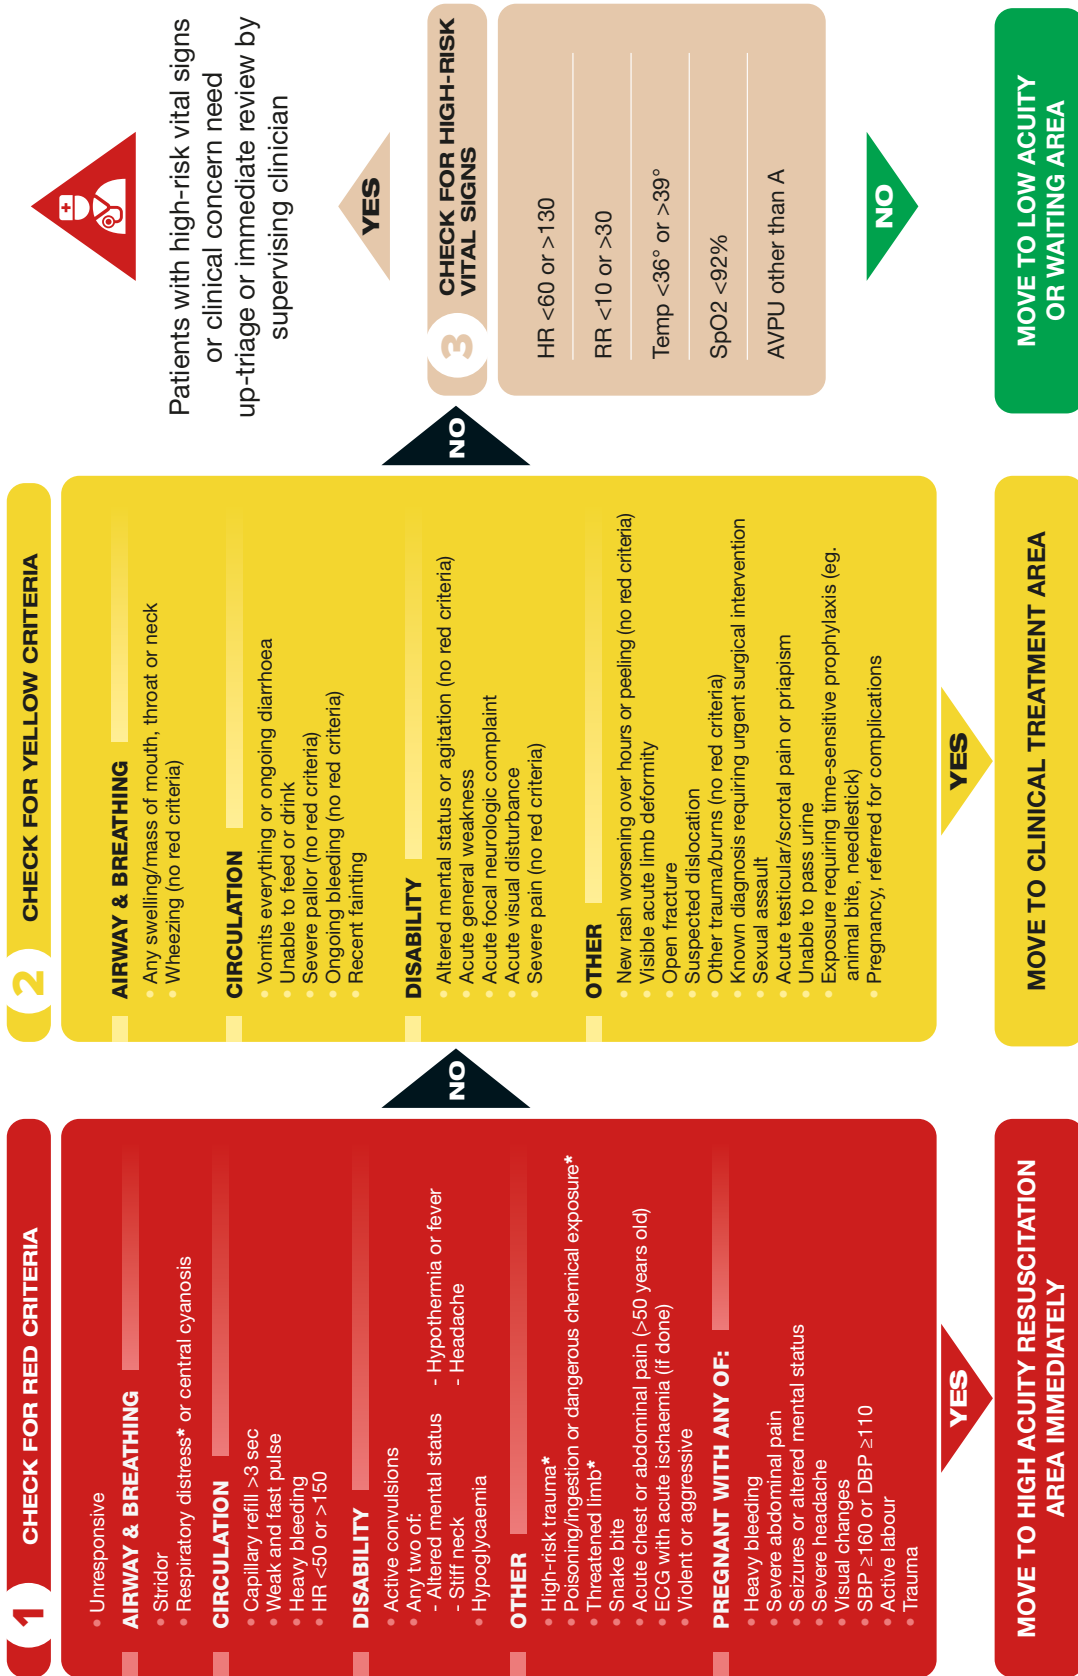 1 CHECK FOR RED CRITERIA
• Unresponsive
AIRWAY & BREATHING
• Stridor
• Respiratory distress* or central cyanosis
CIRCULATION
• Capillary refill >3 sec
• Weak and fast pulse
• Heavy bleeding
• HR <50 or >150
DISABILITY
• Active convulsions
• Any two of:
- Altered mental status - Hypothermia or fever
- Stiff neck - Headache
• Hypoglycaemia
OTHER
• High-risk trauma*
• Poisoning/ingestion or dangerous chemical exposure*
• Threatened limb*
• Snake bite
• Acute chest or abdominal pain (>50 years old)
• ECG with acute ischaemia (if done)
• Violent or aggressive
PREGNANT WITH ANY OF:
• Heavy bleeding
• Severe abdominal pain
• Seizures or altered mental status
• Severe headache
• Visual changes
• SBP ≥160 or DBP ≥110
• Active labour
• Trauma
YES
MOVE TO HIGH ACUITY RESUSCITATION
AREA IMMEDIATELY
NO
2 CHECK FOR YELLOW CRITERIA
AIRWAY & BREATHING
• Any swelling/mass of mouth, throat or neck
• Wheezing (no red criteria)
CIRCULATION
• Vomits everything or ongoing diarrhoea
• Unable to feed or drink
• Severe pallor (no red criteria)
• Ongoing bleeding (no red criteria)
• Recent fainting
DISABILITY
• Altered mental status or agitation (no red criteria)
• Acute general weakness
• Acute focal neurologic complaint
• Acute visual disturbance
• Severe pain (no red criteria)
OTHER
• New rash worsening over hours or peeling (no red criteria)
• Visible acute limb deformity
• Open fracture
• Suspected dislocation
• Other trauma/burns (no red criteria)
• Known diagnosis requiring urgent surgical intervention
• Sexual assault
• Acute testicular/scrotal pain or priapism
• Unable to pass urine
• Exposure requiring time-sensitive prophylaxis (eg.
animal bite, needlestick)
• Pregnancy, referred for complications
YES
MOVE TO CLINICAL TREATMENT AREA
NO
Patients with high-risk vital signs
or clinical concern need
up-triage or immediate review by
supervising clinician
YES
3 CHECK FOR HIGH-RISK
VITAL SIGNS
HR <60 or >130
RR <10 or >30
Temp <36° or >39°
SpO2 <92%
AVPU other than A
NO
MOVE TO LOW ACUITY
OR WAITING AREA